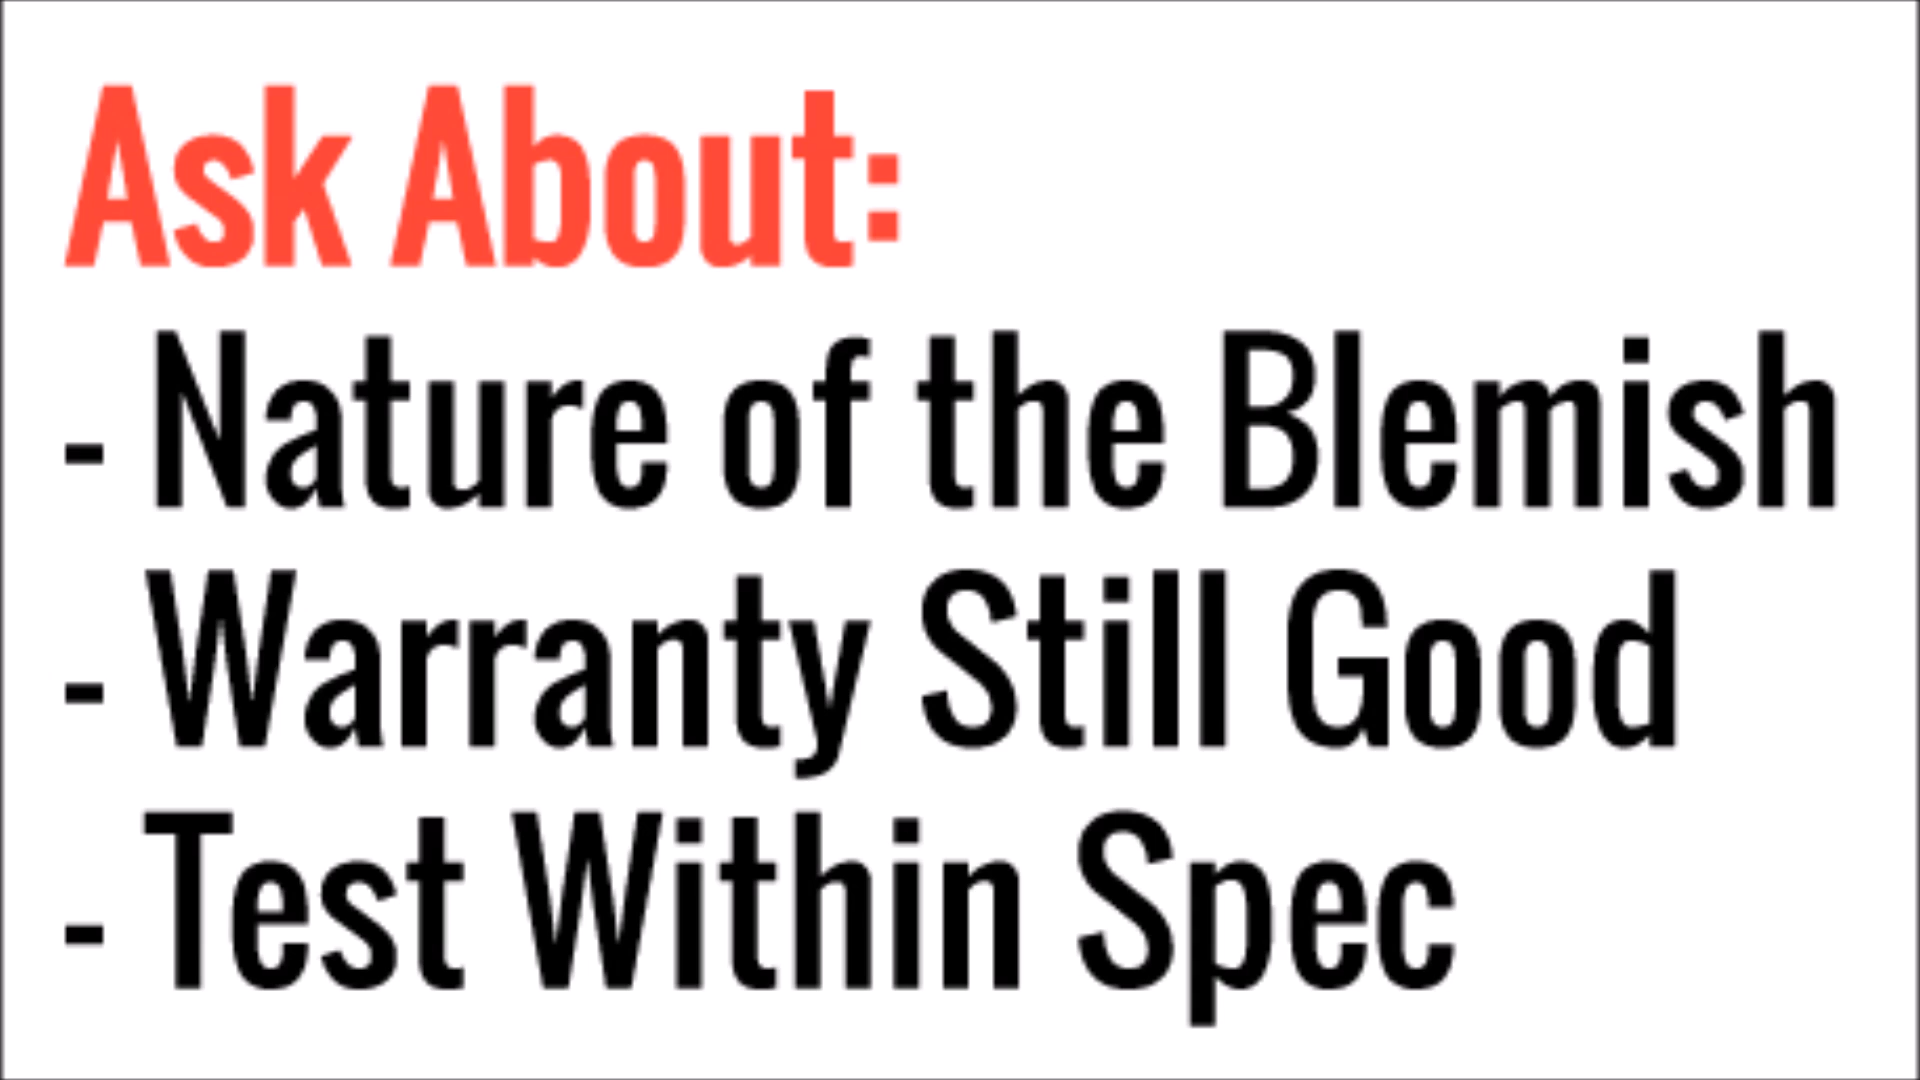 Ask About:
- Nature of the Blemish
- Warranty Still Good
- Test Within Spec